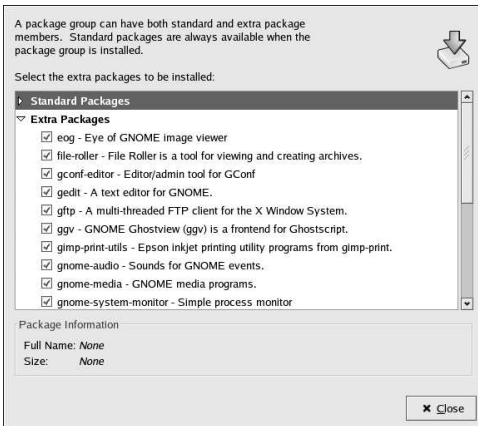 A package group can have both standard and extra package
members. Standard packages are always available when the
package group is installed.
Select the extra packages to be installed:
Standard Packages
Extra Packages
eog - Eye of GNOME image viewer
file-roller - File Roller is a tool for viewing and creating archives.
gconf-editor - Editor/admin tool for GConf
gedit - A text editor for GNOME.
gftp - A multi-threaded FTP client for the X Window System.
ggv - GNOME Ghostview (ggv) is a frontend for Ghostscript.
gimp-print-utils - Epson inkjet printing utility programs from gimp-print.
gnome-audio - Sounds for GNOME events.
gnome-media - GNOME media programs.
gnome-system-monitor - Simple process monitor
Package Information
Full Name: None
Size: None
Close